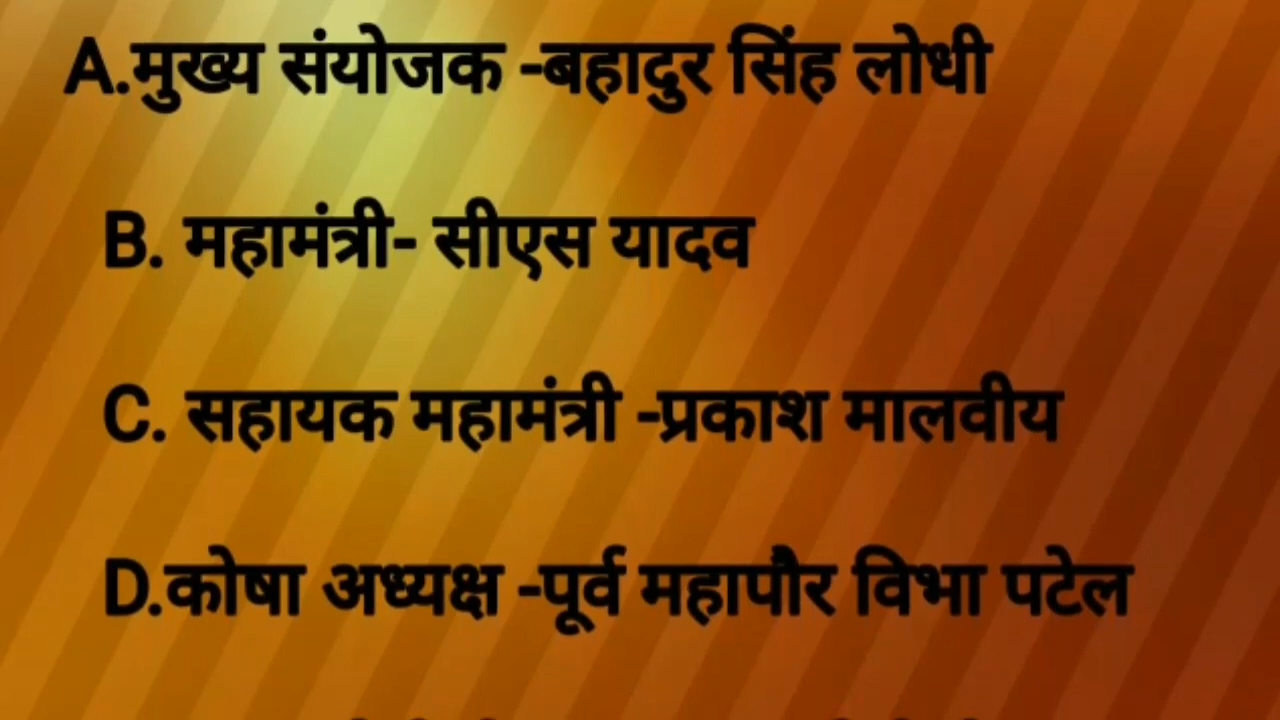 A.मुख्य संयोजक -बहादुर सिंह लोधी
B. महामंत्री- सीएस यादव
C. सहायक महामंत्री -प्रकाश मालवीय
D.कोषा अध्यक्ष -पूर्व महापौर विभा पटेल